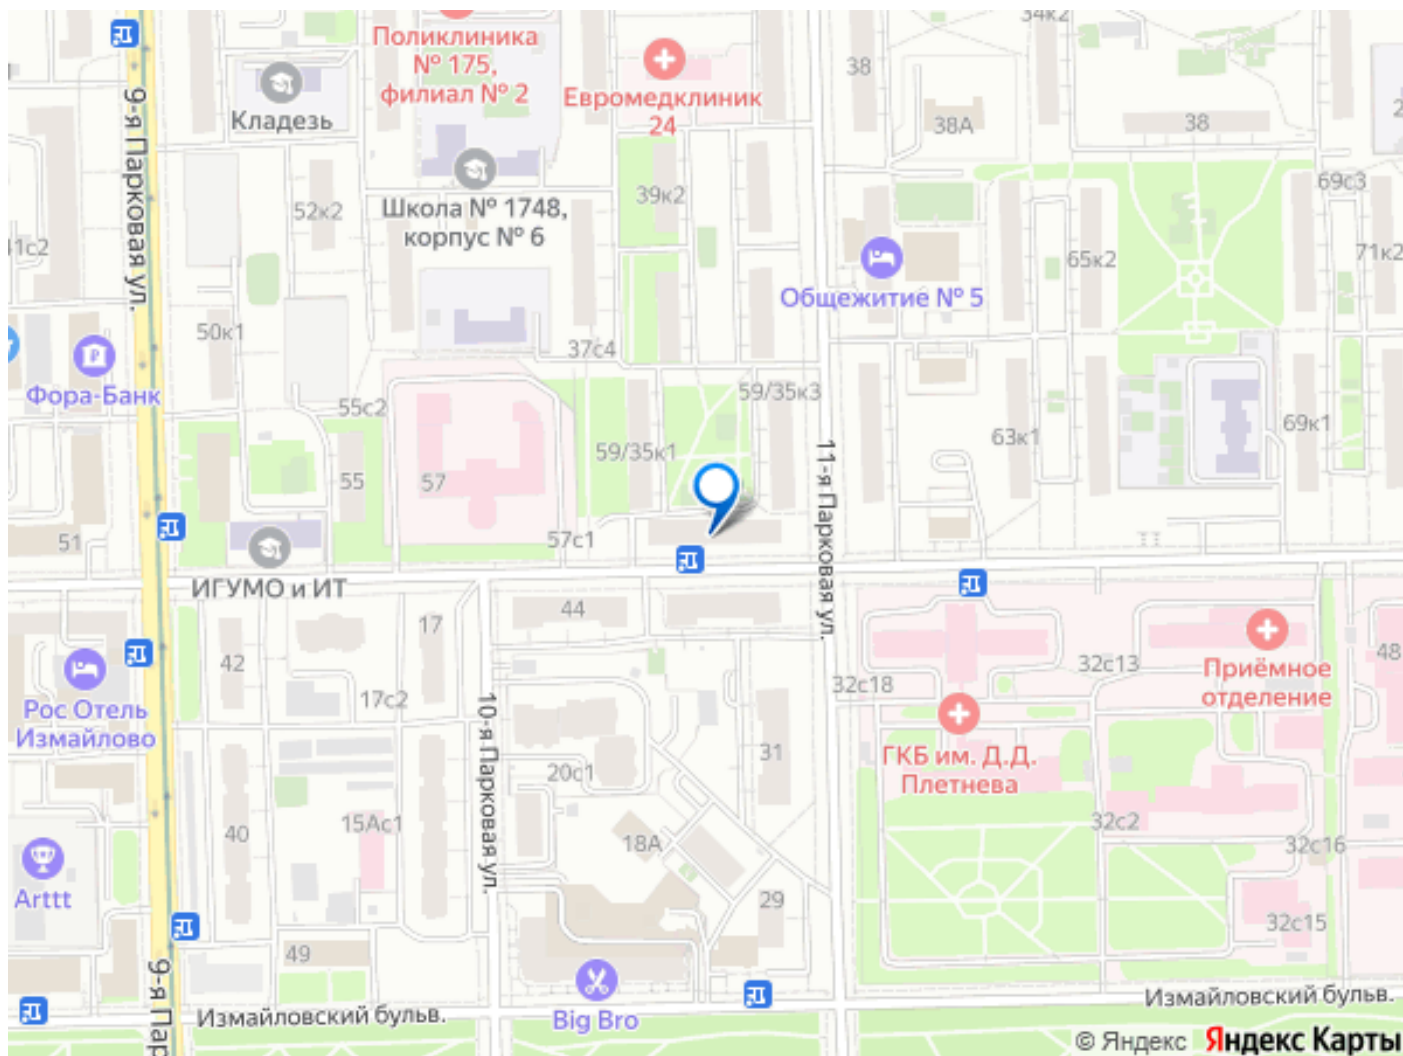 34к2
Поликлиника
№ 175,
филиал № 2
38
Евромедклиник
24
9-я Парковая ул.
Кладезь
38А
38
Школа № 1748,
корпус № 6
52к2
39к2
69с3
41с2
65к2
71к2
Общежитие № 5
50к1
37с4
Фора-Банк
55с2
59/35к3
11-я Парковая ул.
63к1
69к1
59/35к1
55
57
51
57с1
ИГУМО и ИТ
44
17
42
32с13
48
Приёмное
отделение
32с18
Рос Отель
Измайлово
17с2
10-я Парковая ул.
31
ГКБ им. Д.Д.
Плетнева
20с1
40
15Ас1
18А
32с2
32с16
Arttt
29
32с15
49
9-я Пар
Big Bro
Измайловский бульв.
Измайловский бульв.
© Яндекс Яндекс Карты